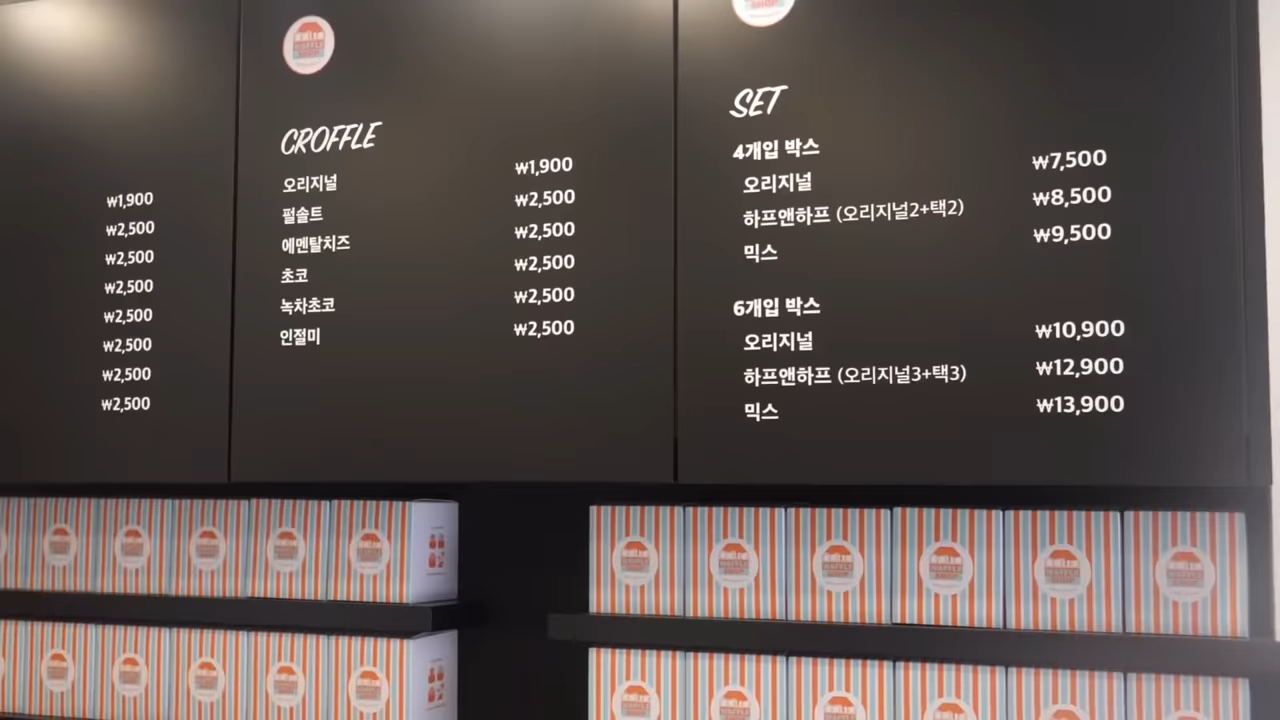 ₩1,900
₩2,500
₩2,500
₩2,500
₩2,500
₩2,500
₩2,500
₩2,500
CROFFLE
오리지널 ₩1,900
펄솔트 ₩2,500
에멘탈치즈 ₩2,500
초코 ₩2,500
녹차초코 ₩2,500
인절미 ₩2,500
SET
4개입 박스
오리지널 ₩7,500
하프앤하프 (오리지널2+택2) ₩8,500
믹스 ₩9,500
6개입 박스
오리지널 ₩10,900
하프앤하프 (오리지널3+택3) ₩12,900
믹스 ₩13,900